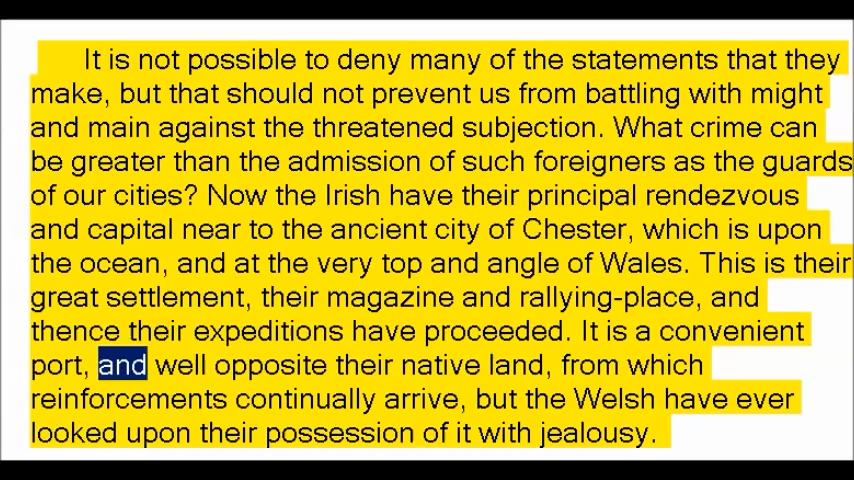 It is not possible to deny many of the statements that they
make, but that should not prevent us from battling with might
and main against the threatened subjection. What crime can
be greater than the admission of such foreigners as the guards
of our cities? Now the Irish have their principal rendezvous
and capital near to the ancient city of Chester, which is upon
the ocean, and at the very top and angle of Wales. This is their
great settlement, their magazine and rallying-place, and
thence their expeditions have proceeded. It is a convenient
port, and well opposite their native land, from which
reinforcements continually arrive, but the Welsh have ever
looked upon their possession of it with jealousy.